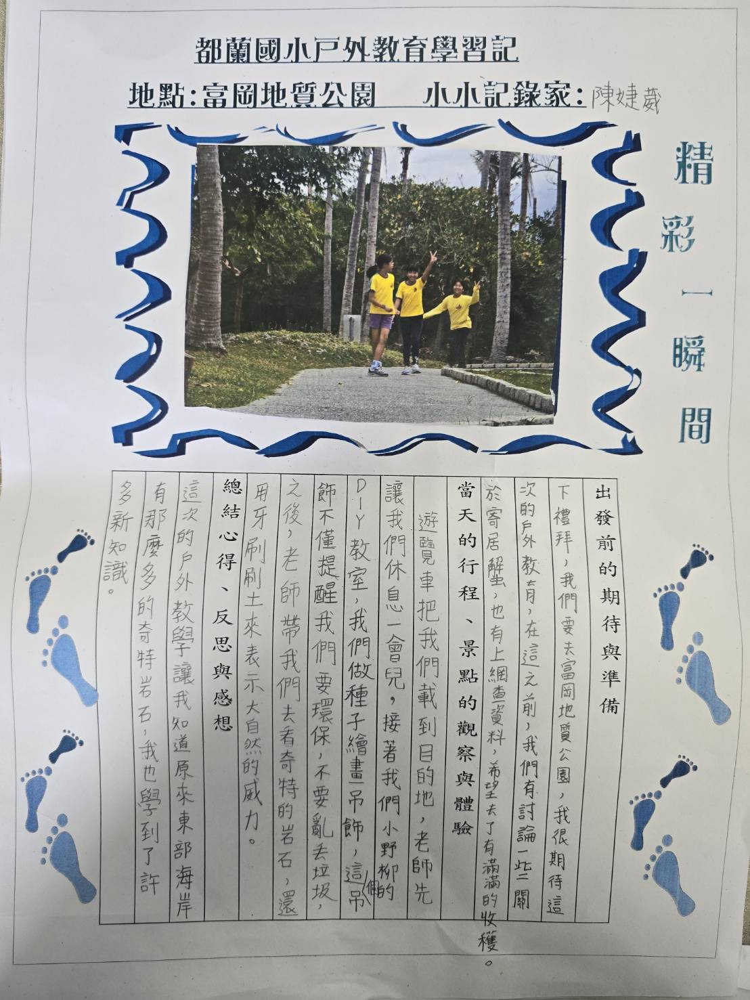 都蘭國小戶外教育學習記
地點:富岡地質公園　小小記錄家:陳婕葳
精彩一瞬間
出發前的期待與準備
下禮拜，我們要去富岡地質公園，我很期待這
次的戶外教育，在這之前，我們有討論一些關
於寄居蟹，也有上網查資料，希望去了有滿滿的收穫。
當天的行程、景點的觀察與體驗
遊覽車把我們載到目的地，老師先
讓我們休息一會兒，接著我們小野柳的
DIY教室，我們做種子繪畫吊飾，這個吊
飾不僅提醒我們要環保，不要亂丟垃圾，
之後，老師帶我們去看奇特的岩石，還
用牙刷刷土來表示大自然的威力。
總結心得、反思與感想
這次的戶外教學讓我知道原來東部海岸
有那麼多的奇特岩石，我也學到了許
多新知識。